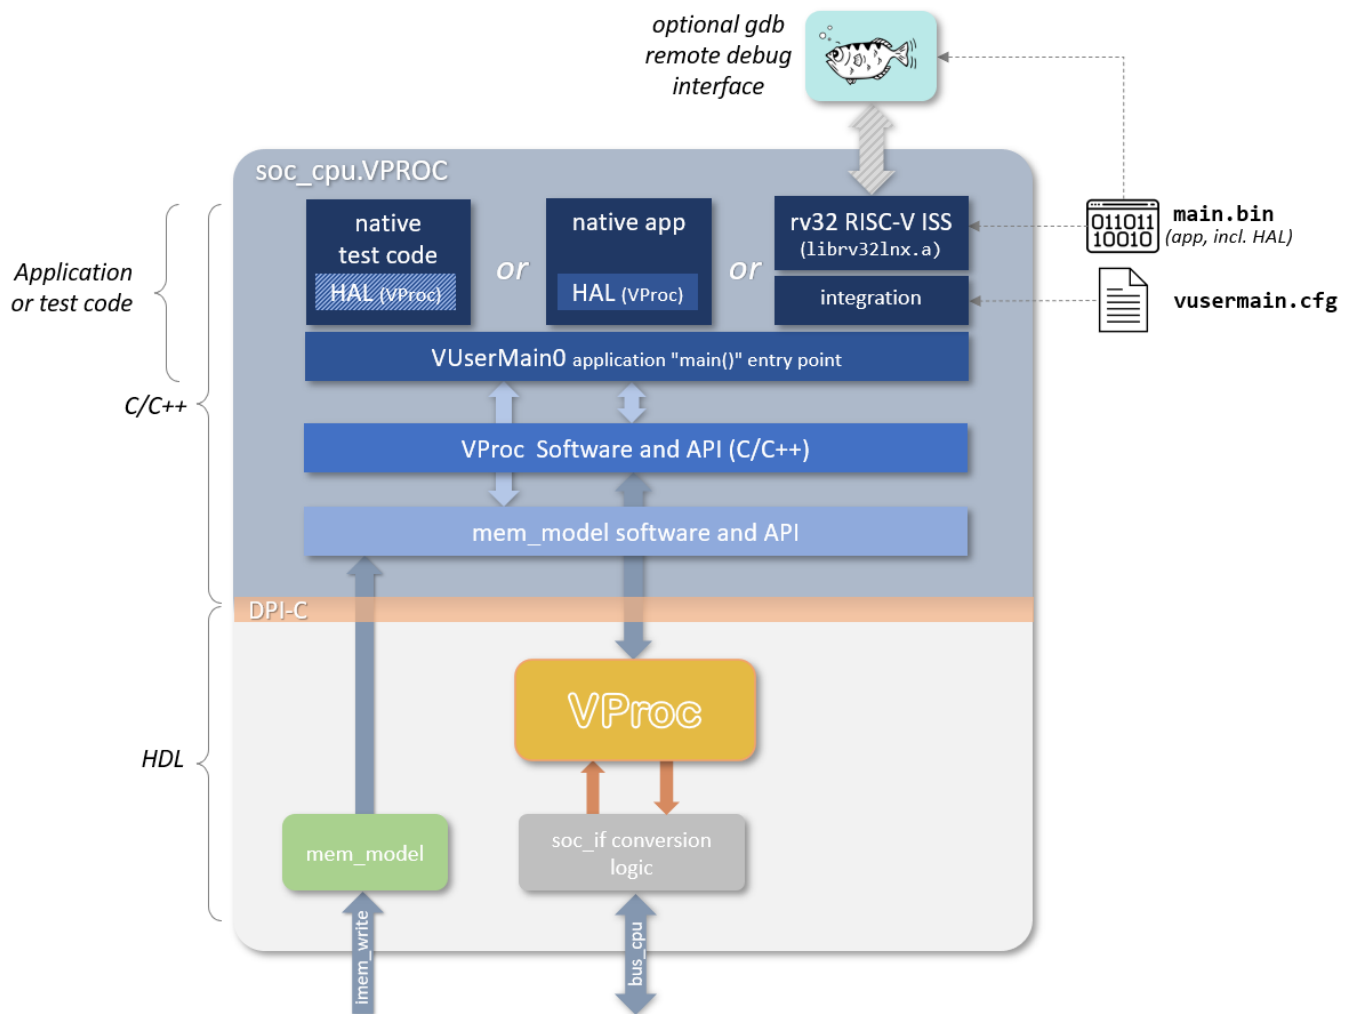 optional gdb
remote debug
interface
soc_cpu.VPROC
native
test code
HAL (VProc)
or
native app
HAL (VProc)
or
rv32 RISC-V ISS
(librv32lnx.a)
integration
011011
10010
main.bin
(app, incl. HAL)
vusermain.cfg
Application
or test code
VUserMain0 application "main()" entry point
C/C++
VProc Software and API (C/C++)
mem_model software and API
DPI-C
VProc
HDL
mem_model
soc_if conversion
logic
imem_write
bus_cpu